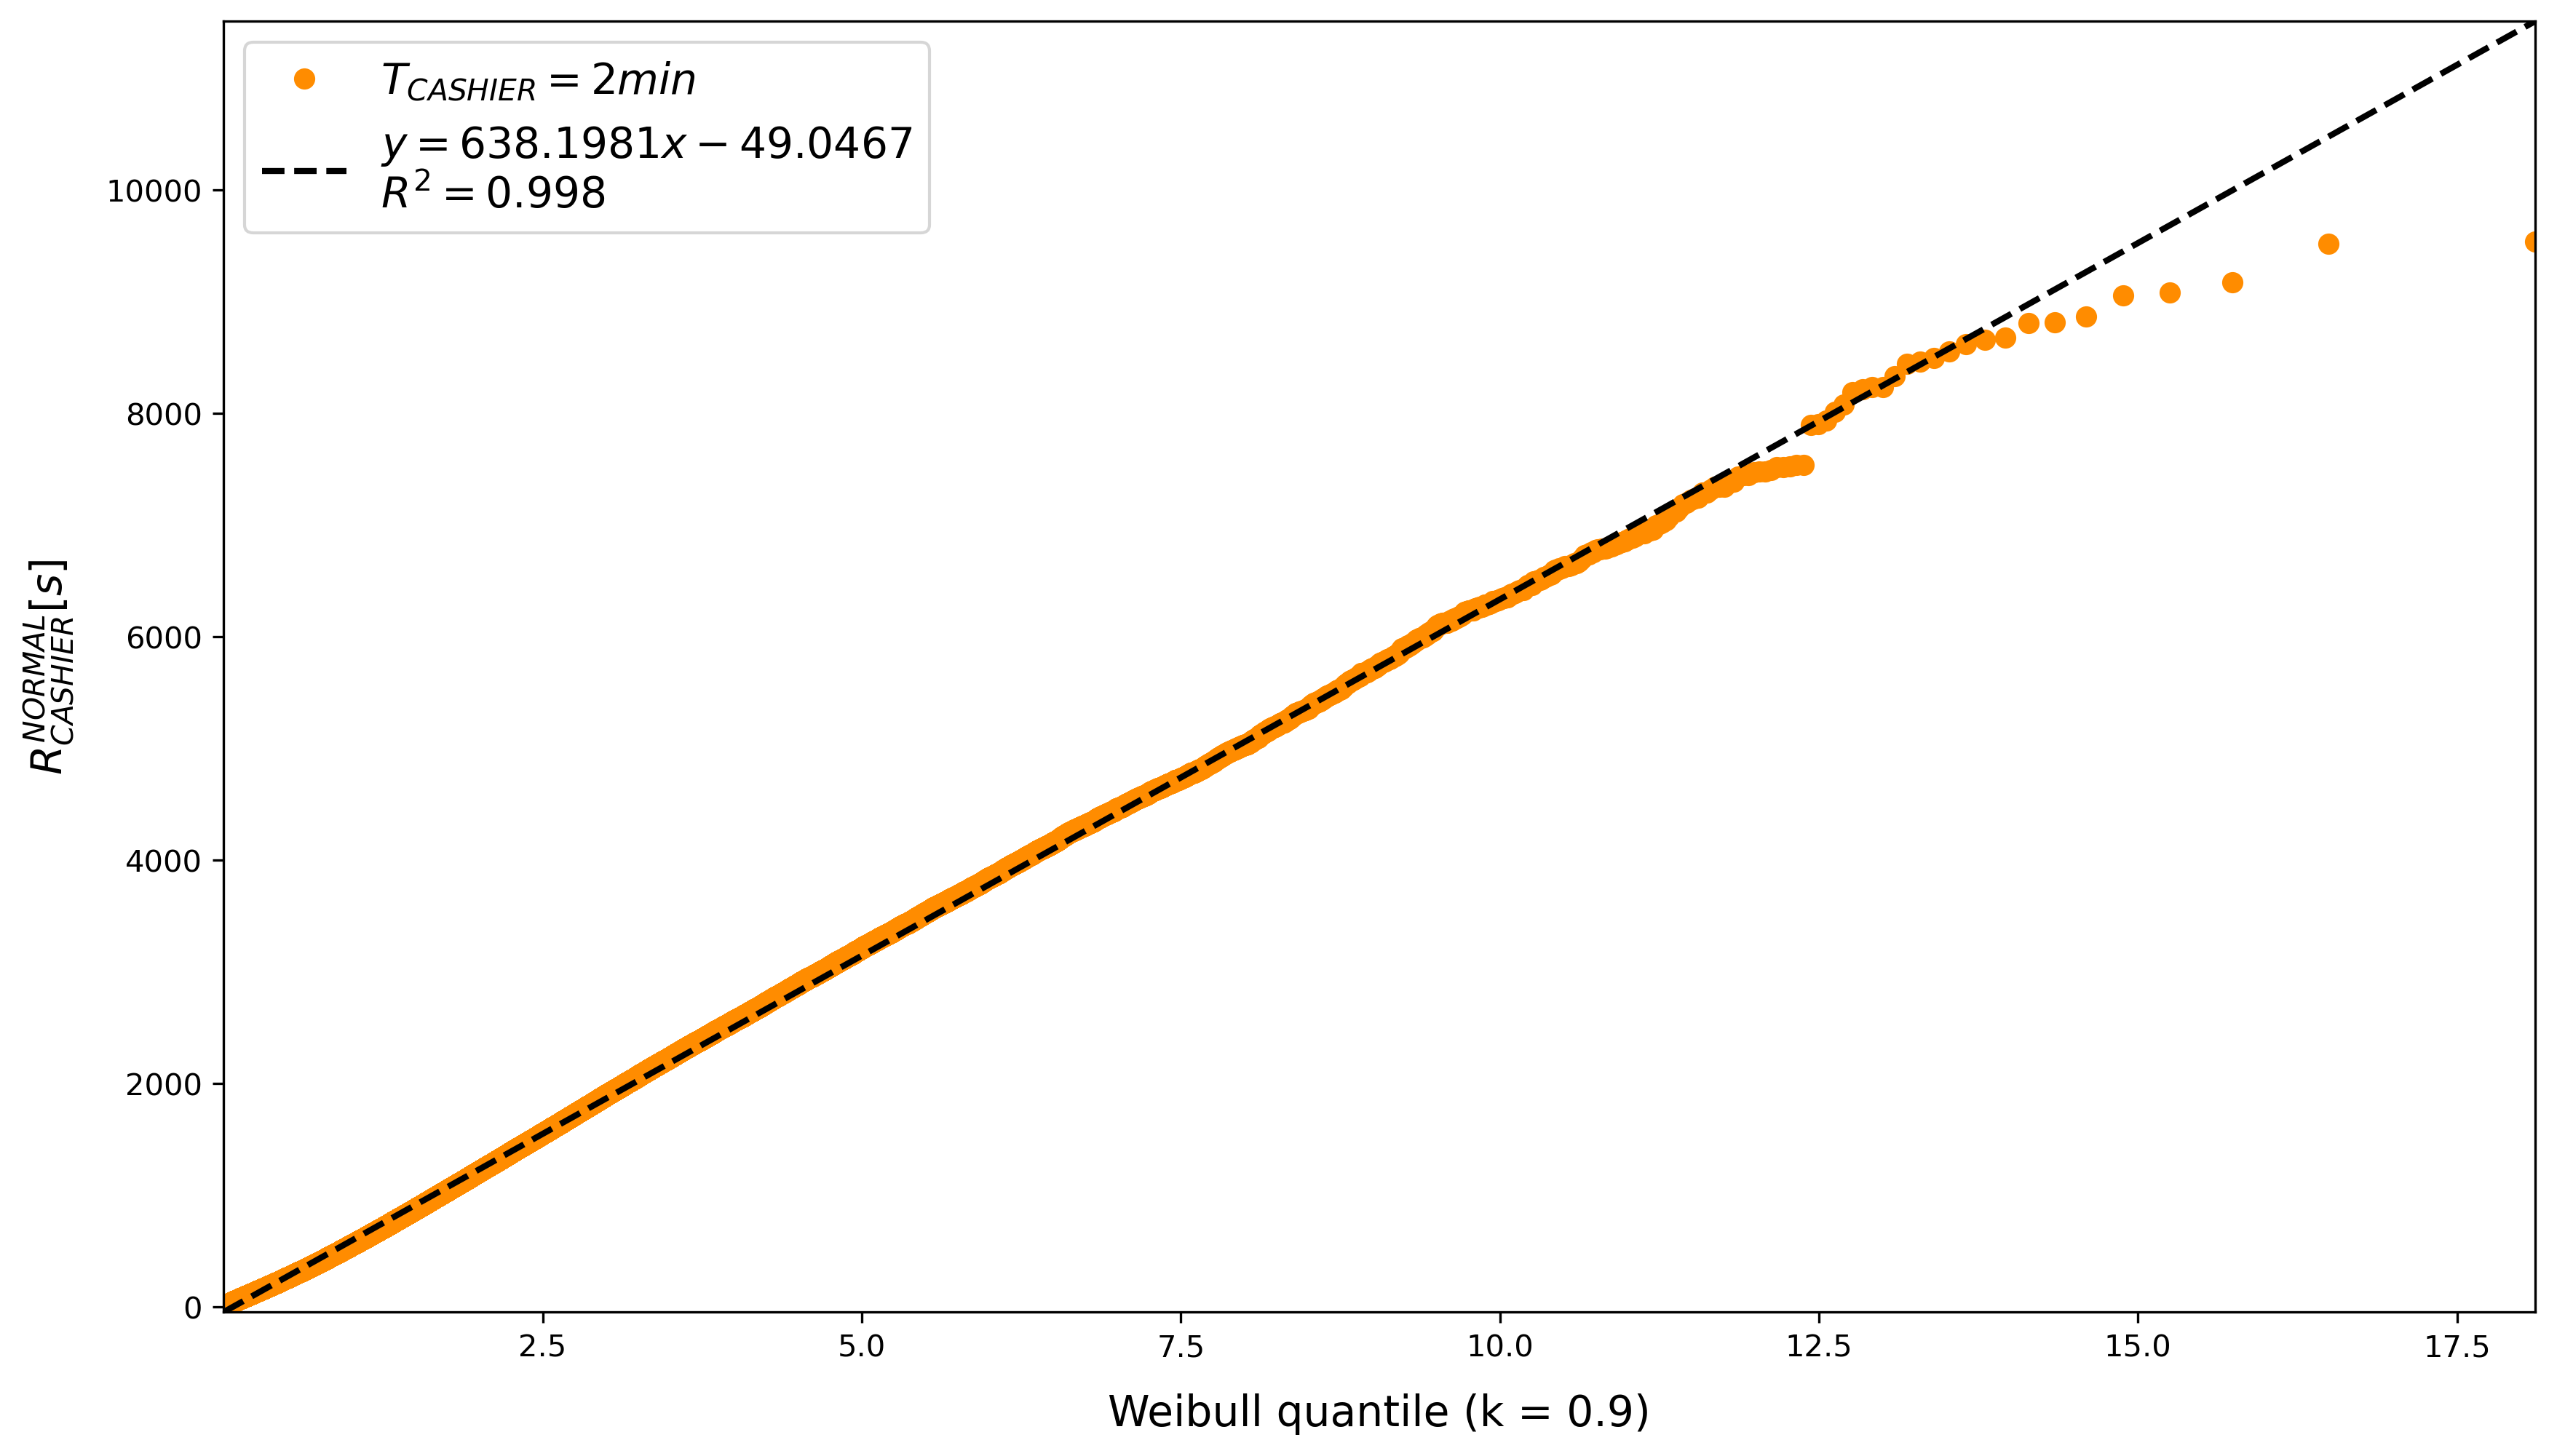 T_CASHIER = 2min
y = 638.1981x − 49.0467
R² = 0.998
10000
8000
6000
4000
2000
0
R^NORMAL_CASHIER [s]
2.5 5.0 7.5 10.0 12.5 15.0 17.5
Weibull quantile (k = 0.9)